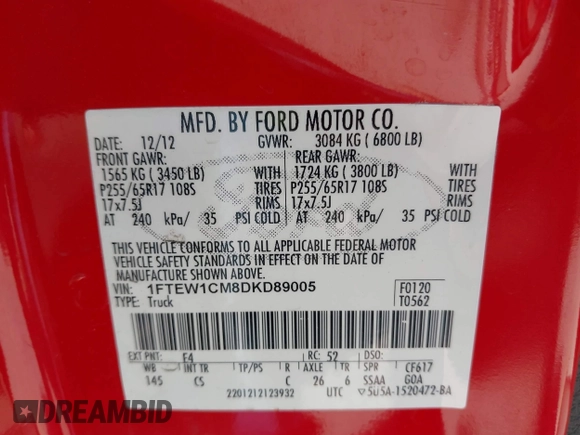 MFD. BY FORD MOTOR CO.
DATE: 12/12 GVWR: 3084 KG ( 6800 LB)
FRONT GAWR: REAR GAWR:
1565 KG ( 3450 LB) WITH 1724 KG ( 3800 LB) WITH
P255/65R17 108S TIRES P255/65R17 108S TIRES
17x7.5J RIMS 17x7.5J RIMS
AT 240 kPa/ 35 PSI COLD AT 240 kPa/ 35 PSI COLD
THIS VEHICLE CONFORMS TO ALL APPLICABLE FEDERAL MOTOR
VEHICLE SAFETY STANDARDS IN EFFECT ON THE DATE OF
MANUFACTURE SHOWN ABOVE.
VIN: 1FTEW1CM8DKD89005 F0120
TYPE: Truck T0562
EXT PNT: F4 RC: 52 DSO:
WB INT TR TP/PS R AXLE TR SPR CF617
145 CS C 26 6 SSAA GOA
2201212123932 UTC 5U5A-1520472-BA
Ford
DREAMBID